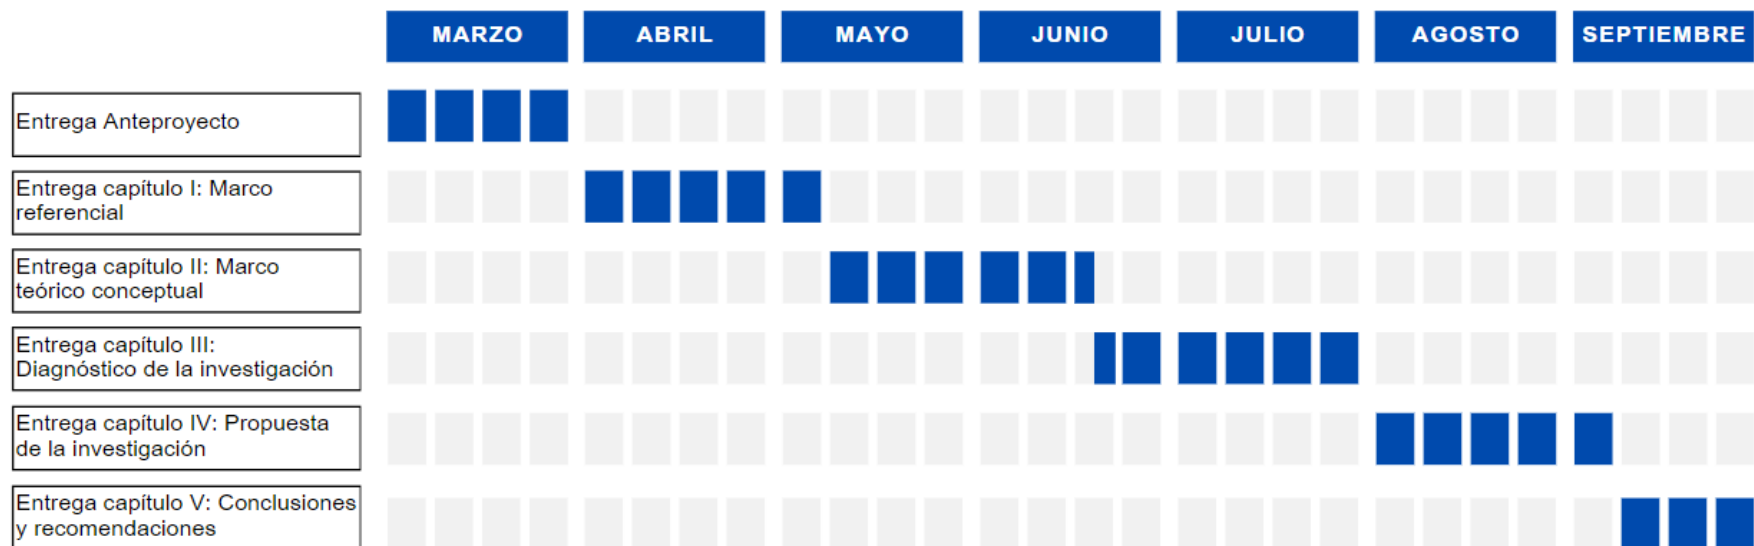 MARZO ABRIL MAYO JUNIO JULIO AGOSTO SEPTIEMBRE
Entrega Anteproyecto
Entrega capítulo I: Marco
referencial
Entrega capítulo II: Marco
teórico conceptual
Entrega capítulo III:
Diagnóstico de la investigación
Entrega capítulo IV: Propuesta
de la investigación
Entrega capítulo V: Conclusiones
y recomendaciones